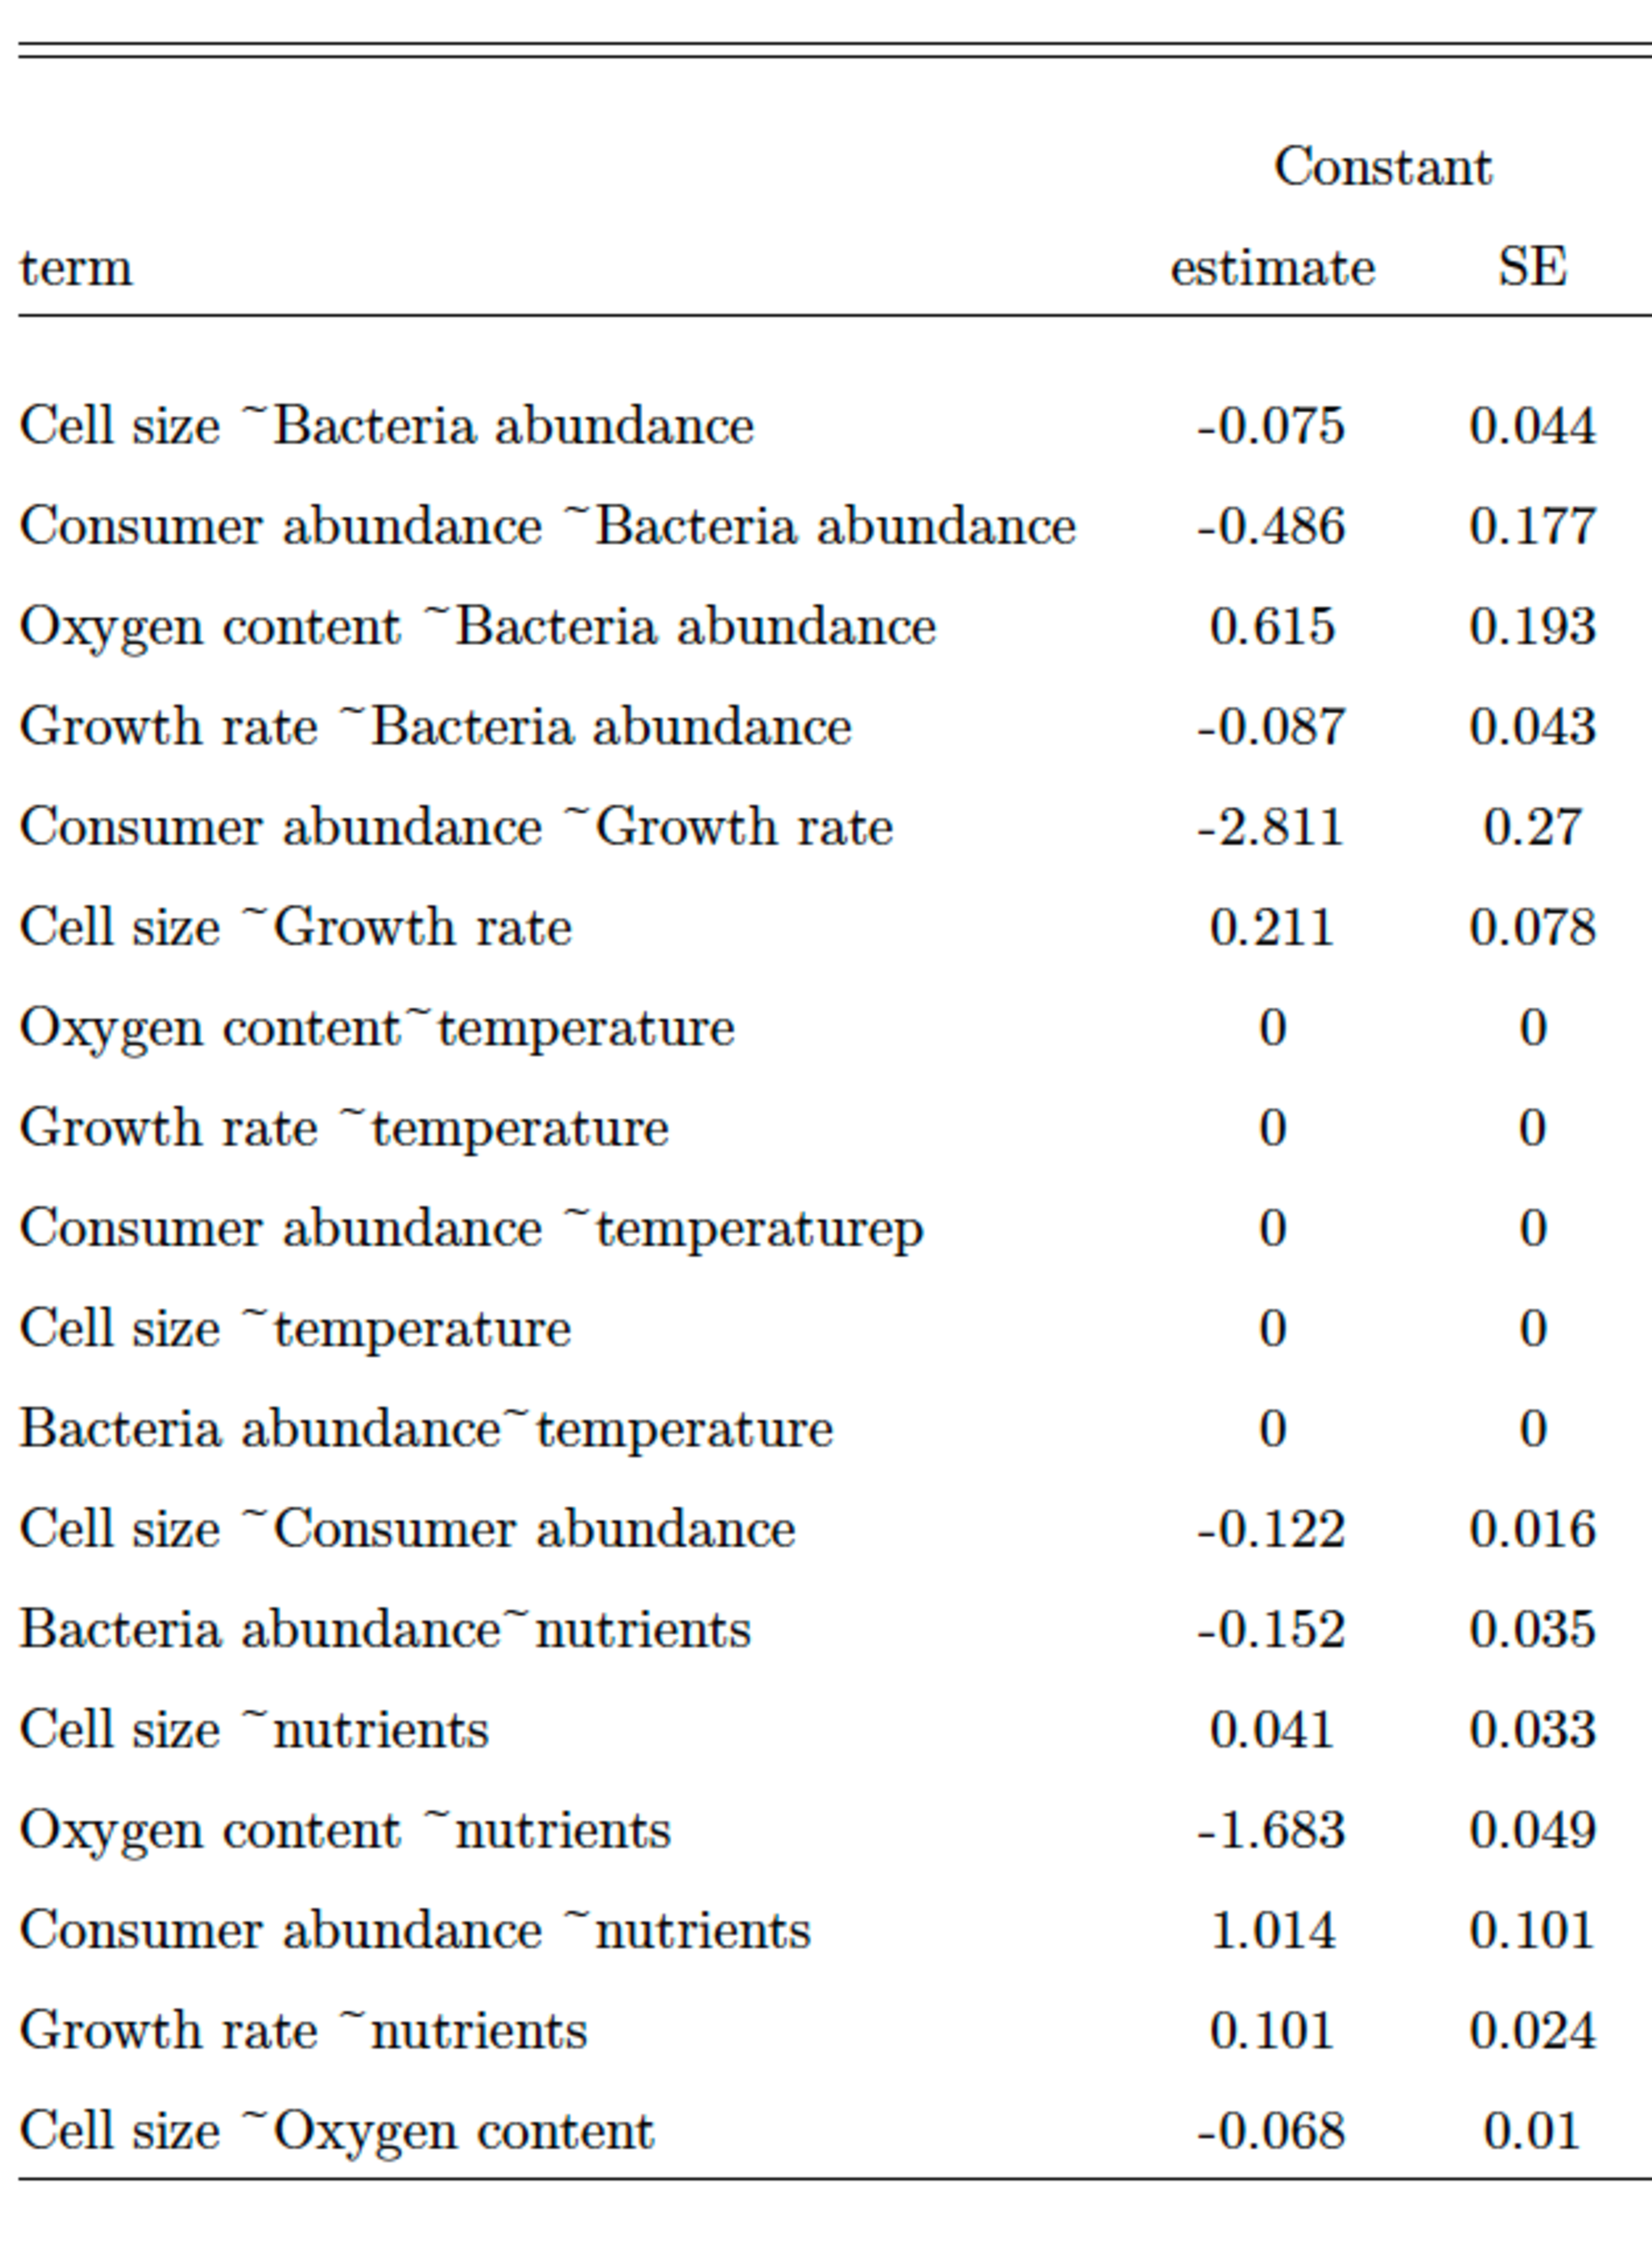 Constant
term estimate SE
Cell size ~Bacteria abundance -0.075 0.044
Consumer abundance ~Bacteria abundance -0.486 0.177
Oxygen content ~Bacteria abundance 0.615 0.193
Growth rate ~Bacteria abundance -0.087 0.043
Consumer abundance ~Growth rate -2.811 0.27
Cell size ~Growth rate 0.211 0.078
Oxygen content~temperature 0 0
Growth rate ~temperature 0 0
Consumer abundance ~temperaturep 0 0
Cell size ~temperature 0 0
Bacteria abundance~temperature 0 0
Cell size ~Consumer abundance -0.122 0.016
Bacteria abundance~nutrients -0.152 0.035
Cell size ~nutrients 0.041 0.033
Oxygen content ~nutrients -1.683 0.049
Consumer abundance ~nutrients 1.014 0.101
Growth rate ~nutrients 0.101 0.024
Cell size ~Oxygen content -0.068 0.01